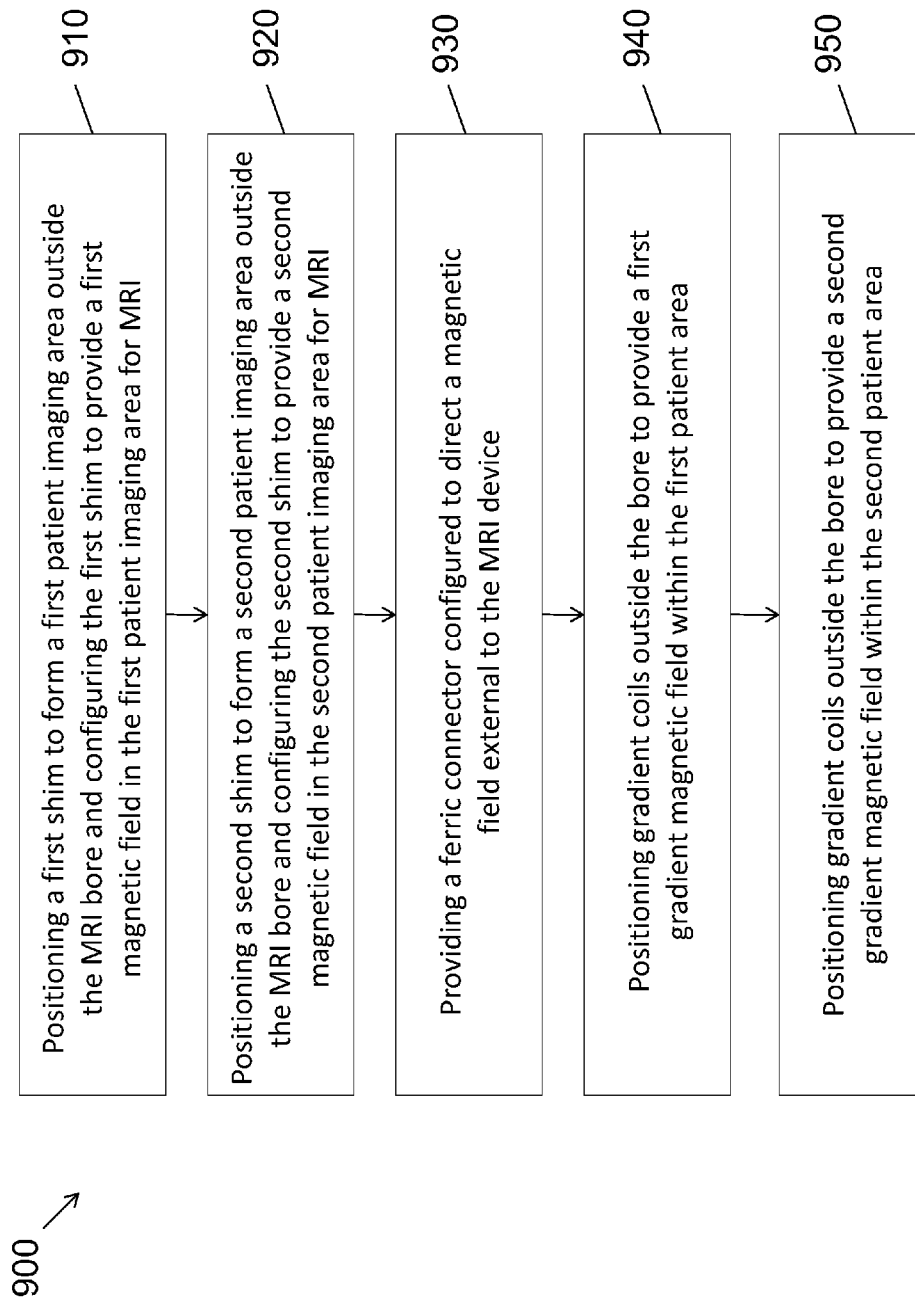 900
Positioning a first shim to form a first patient imaging area outside
the MRI bore and configuring the first shim to provide a first
magnetic field in the first patient imaging area for MRI
910
Positioning a second shim to form a second patient imaging area outside
the MRI bore and configuring the second shim to provide a second
magnetic field in the second patient imaging area for MRI
920
Providing a ferric connector configured to direct a magnetic
field external to the MRI device
930
Positioning gradient coils outside the bore to provide a first
gradient magnetic field within the first patient area
940
Positioning gradient coils outside the bore to provide a second
gradient magnetic field within the second patient area
950